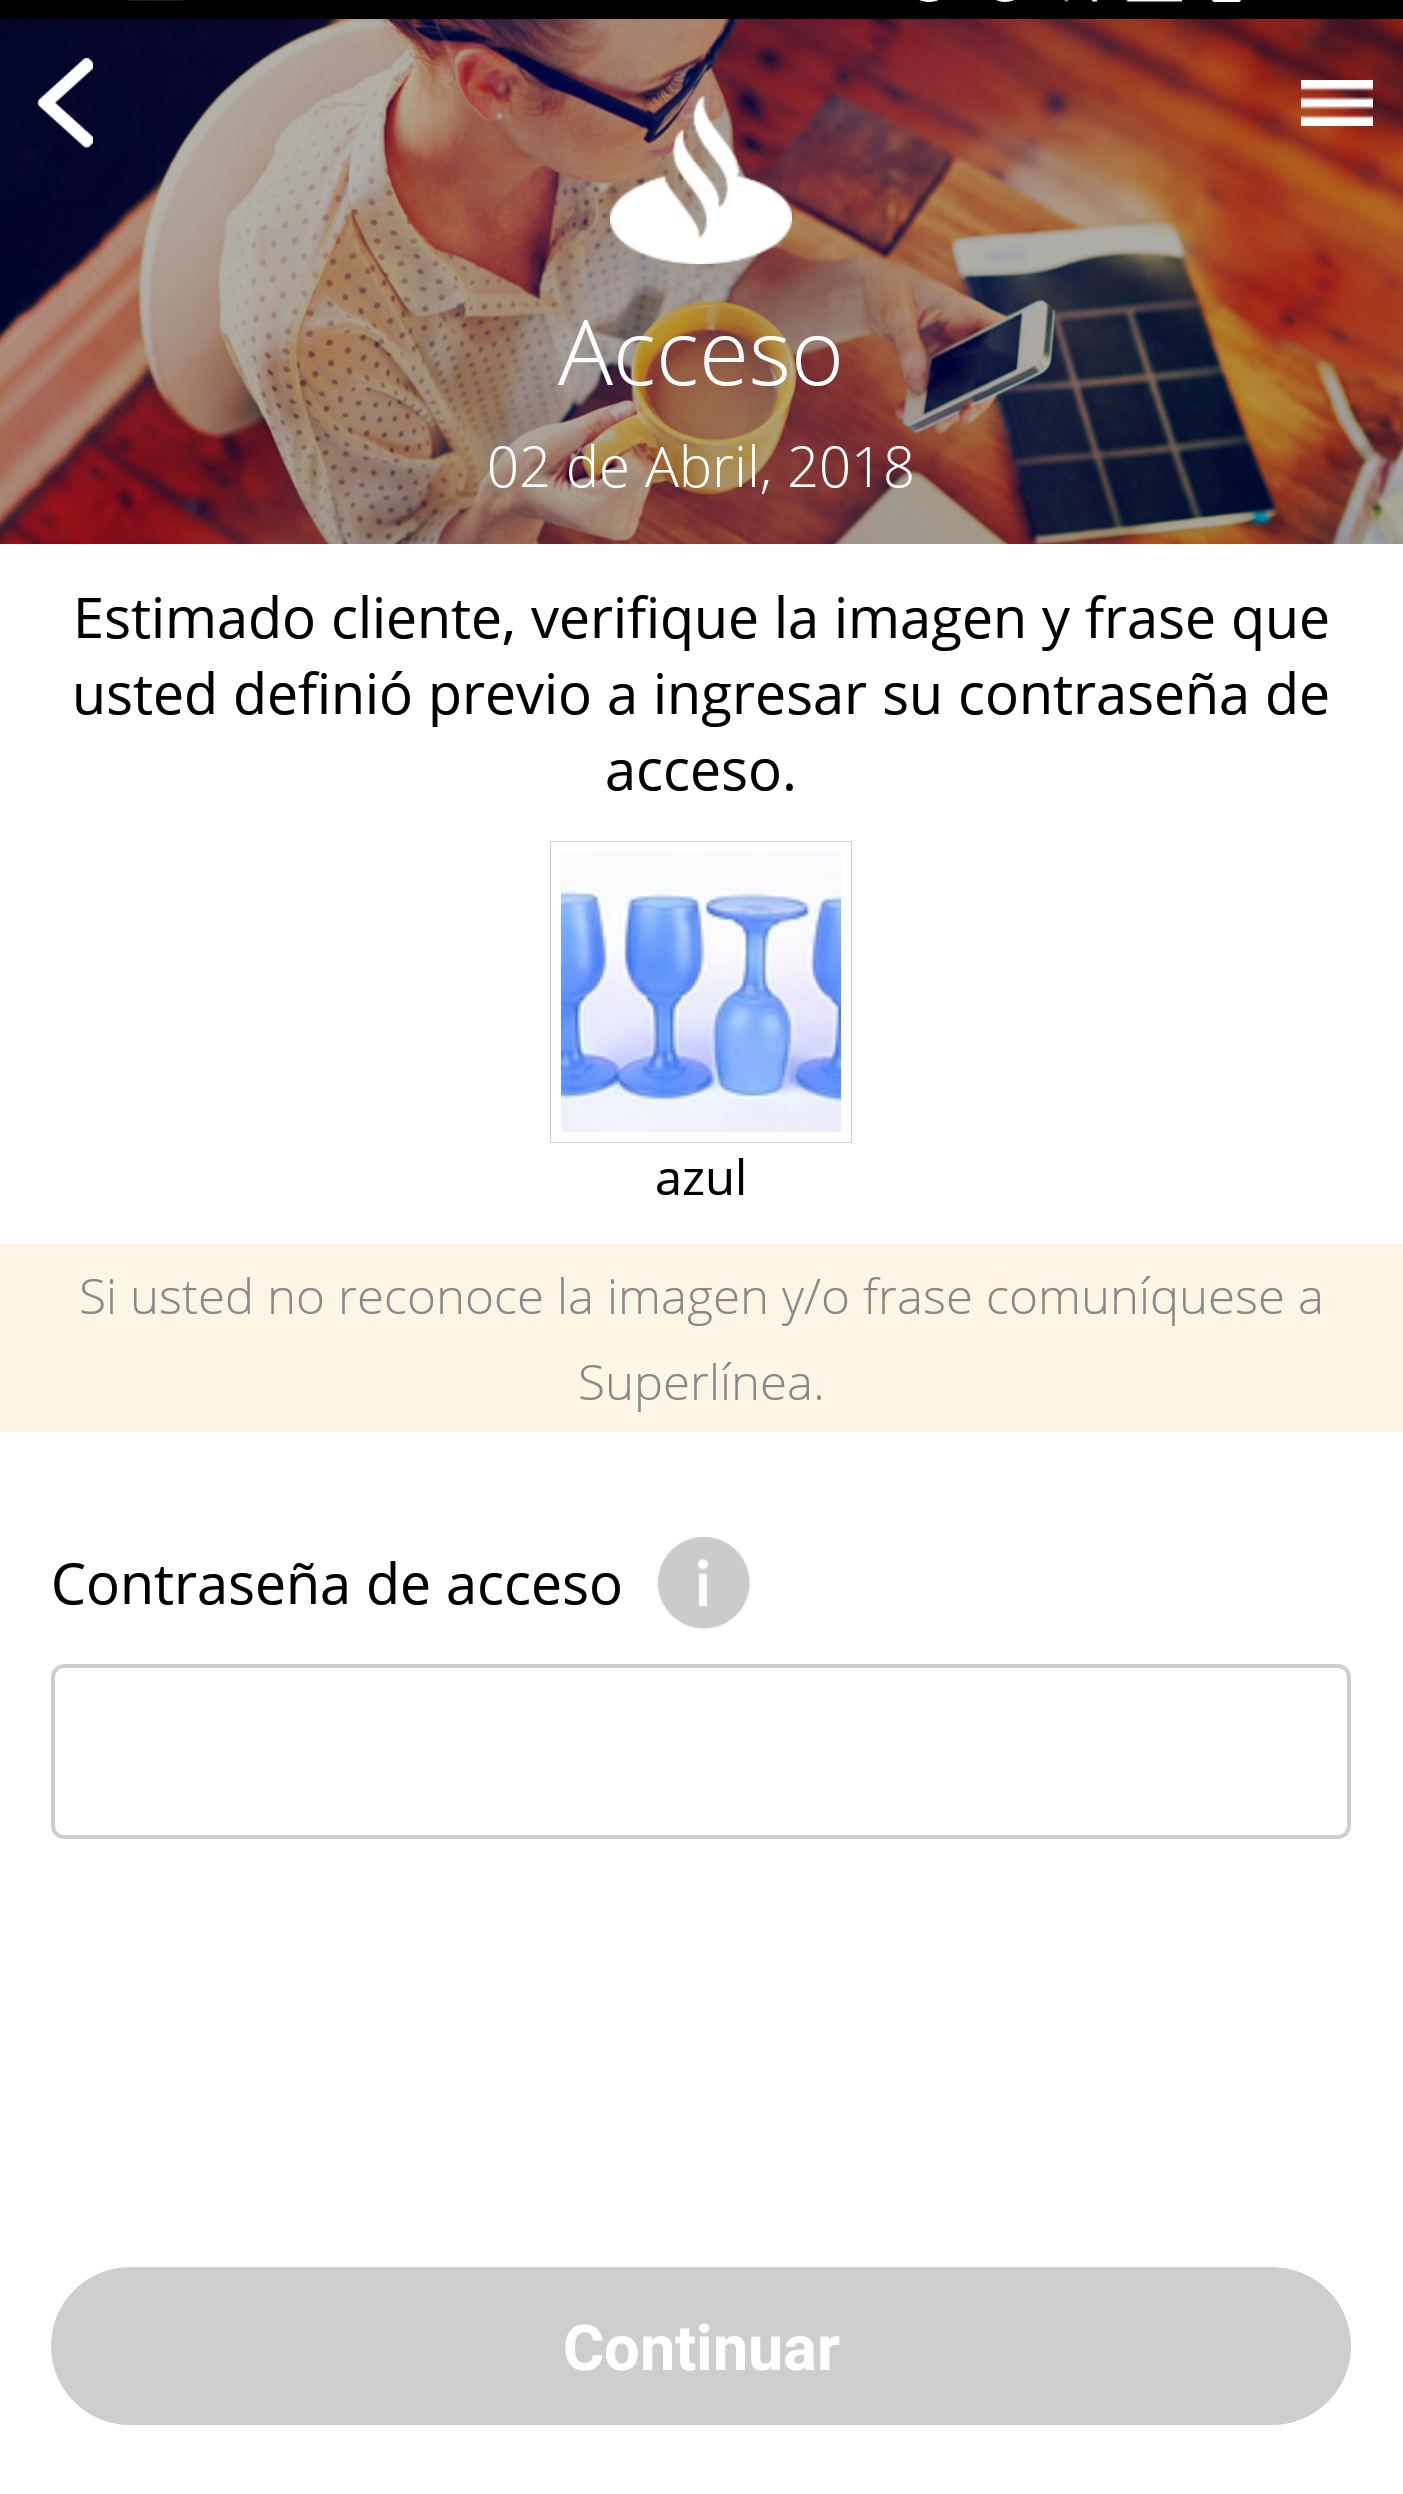 Acceso
02 de Abril, 2018
Estimado cliente, verifique la imagen y frase que
usted definió previo a ingresar su contraseña de
acceso.
azul
Si usted no reconoce la imagen y/o frase comuníquese a
Superlínea.
Contraseña de acceso
Continuar